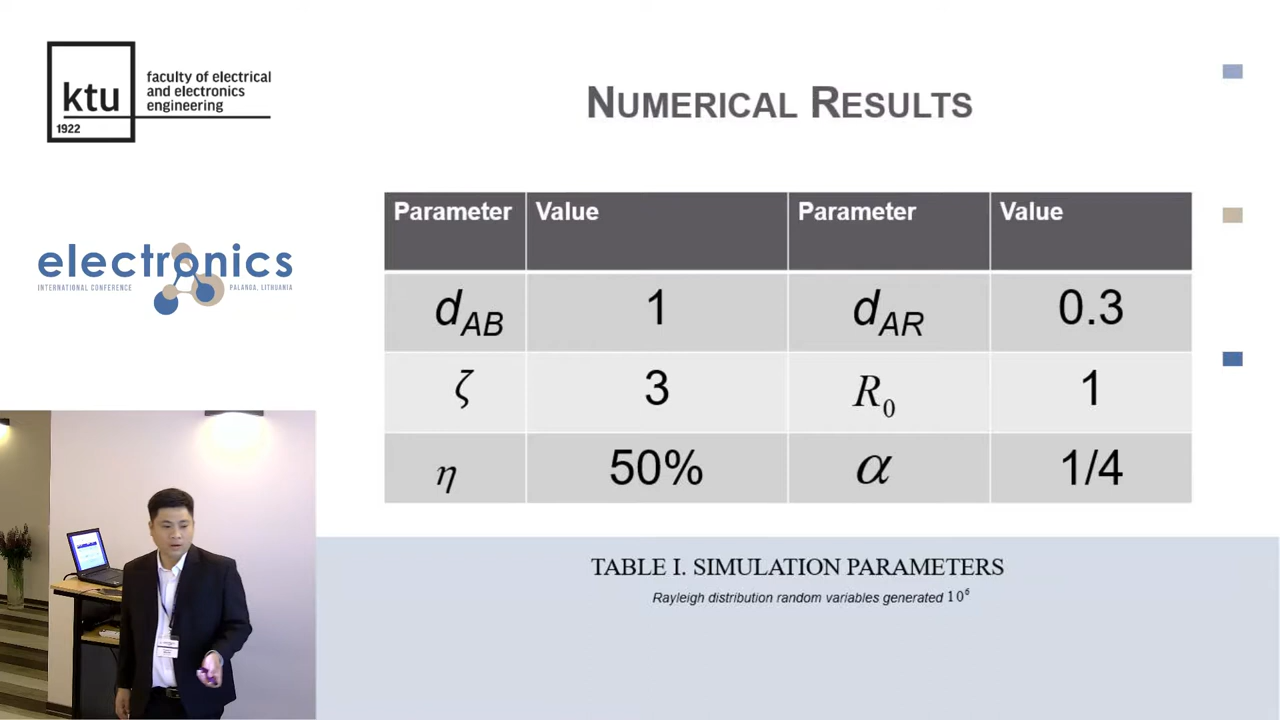 ktu
1922
faculty of electrical
and electronics
engineering
NUMERICAL RESULTS
electronics
INTERNATIONAL CONFERENCE PALANGA, LITHUANIA
Parameter Value Parameter Value
d_AB 1 d_AR 0.3
ζ 3 R_0 1
η 50% α 1/4
TABLE I. SIMULATION PARAMETERS
Rayleigh distribution random variables generated 10^6